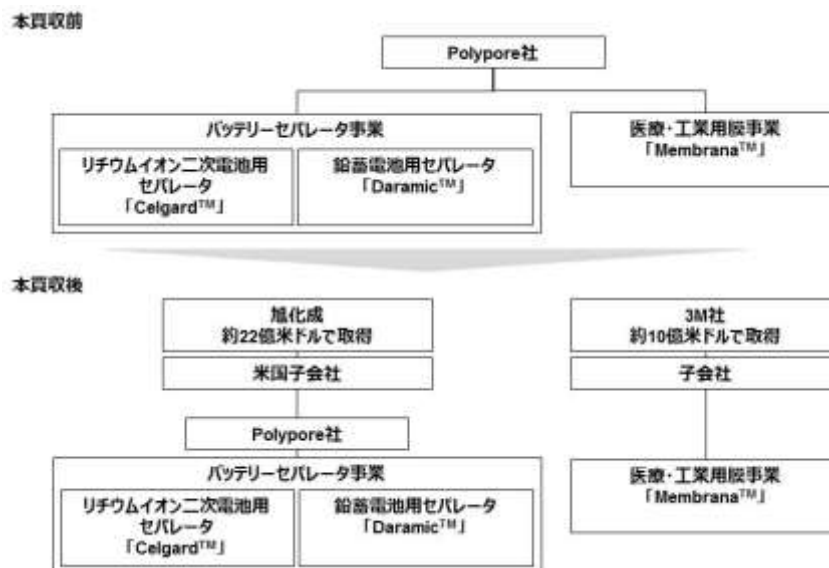 本買収前
Polypore社
バッテリーセパレータ事業
リチウムイオン二次電池用
セパレータ
「Celgard™」
鉛蓄電池用セパレータ
「Daramic™」
医療・工業用膜事業
「Membrana™」
本買収後
旭化成
約22億米ドルで取得
米国子会社
Polypore社
バッテリーセパレータ事業
リチウムイオン二次電池用
セパレータ
「Celgard™」
鉛蓄電池用セパレータ
「Daramic™」
3M社
約10億米ドルで取得
子会社
医療・工業用膜事業
「Membrana™」